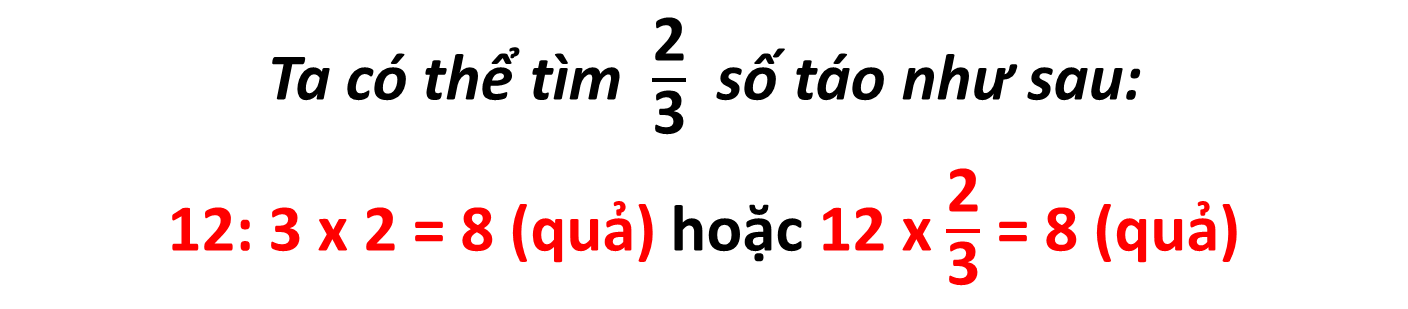 Ta có thể tìm 2/3 số táo như sau:
12: 3 x 2 = 8 (quả) hoặc 12 x 2/3 = 8 (quả)